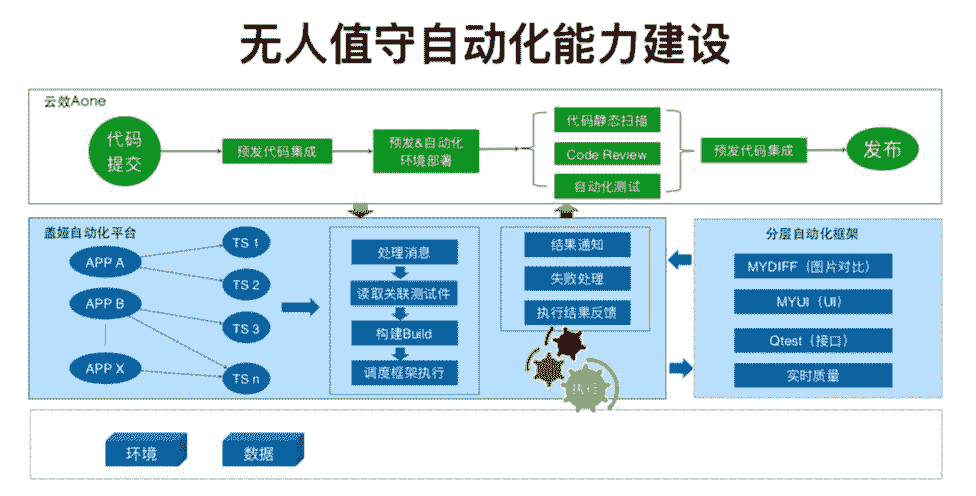 无人值守自动化能力建设
云效Aone
代码
提交
预发代码集成
预发&自动化
环境部署
代码静态扫描
Code Review
自动化测试
预发代码集成
发布
盖娅自动化平台
APP A
APP B
APP X
TS 1
TS 2
TS 3
TS n
处理消息
读取关联测试件
构建Build
调度框架执行
结果通知
失败处理
执行结果反馈
执行
分层自动化框架
MYDIFF（图片对比）
MYUI（UI）
Qtest（接口）
实时质量
环境
数据